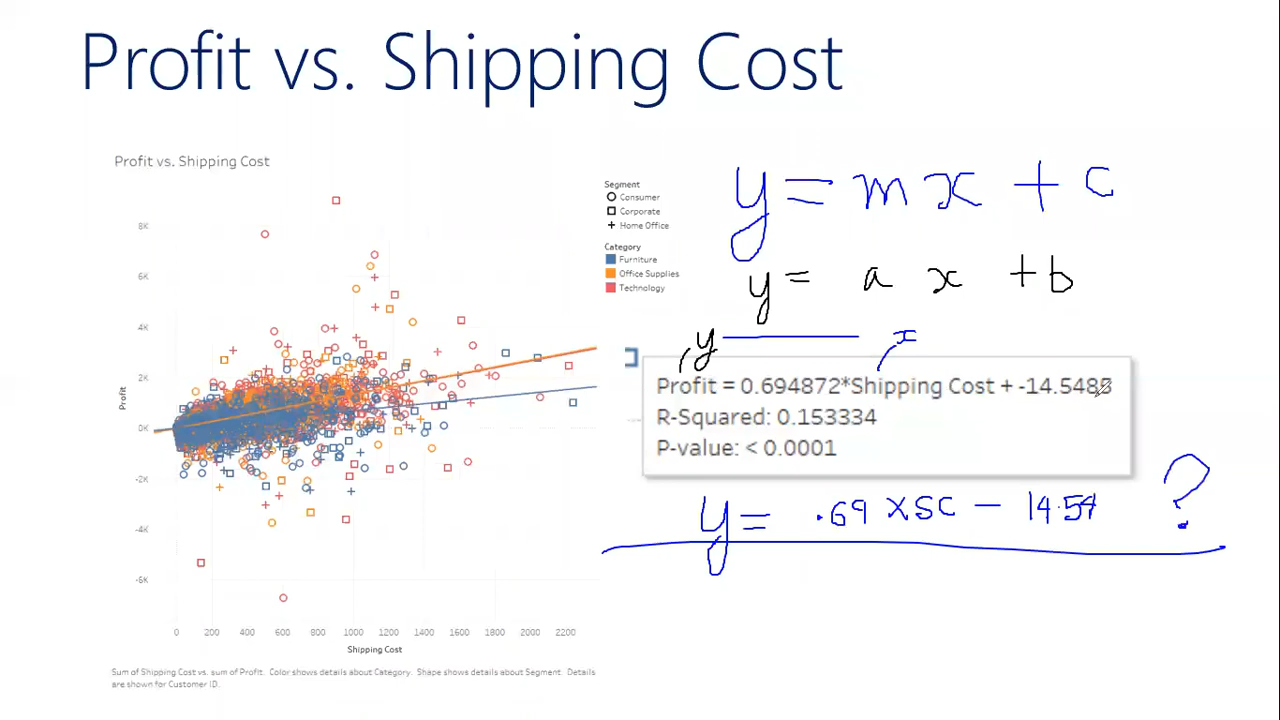 Profit vs. Shipping Cost
Profit vs. Shipping Cost
Segment
Consumer
Corporate
Home Office
Category
Furniture
Office Supplies
Technology
8K
6K
4K
2K
0K
-2K
-4K
-6K
Profit
0 200 400 600 800 1000 1200 1400 1600 1800 2000 2200
Shipping Cost
Sum of Shipping Cost vs. sum of Profit. Color shows details about Category. Shape shows details about Segment. Details
are shown for Customer ID.
y = m x + c
y = a x + b
y x
Profit = 0.694872*Shipping Cost + -14.5488
R-Squared: 0.153334
P-value: < 0.0001
y = .69 X SC - 14.54 ?